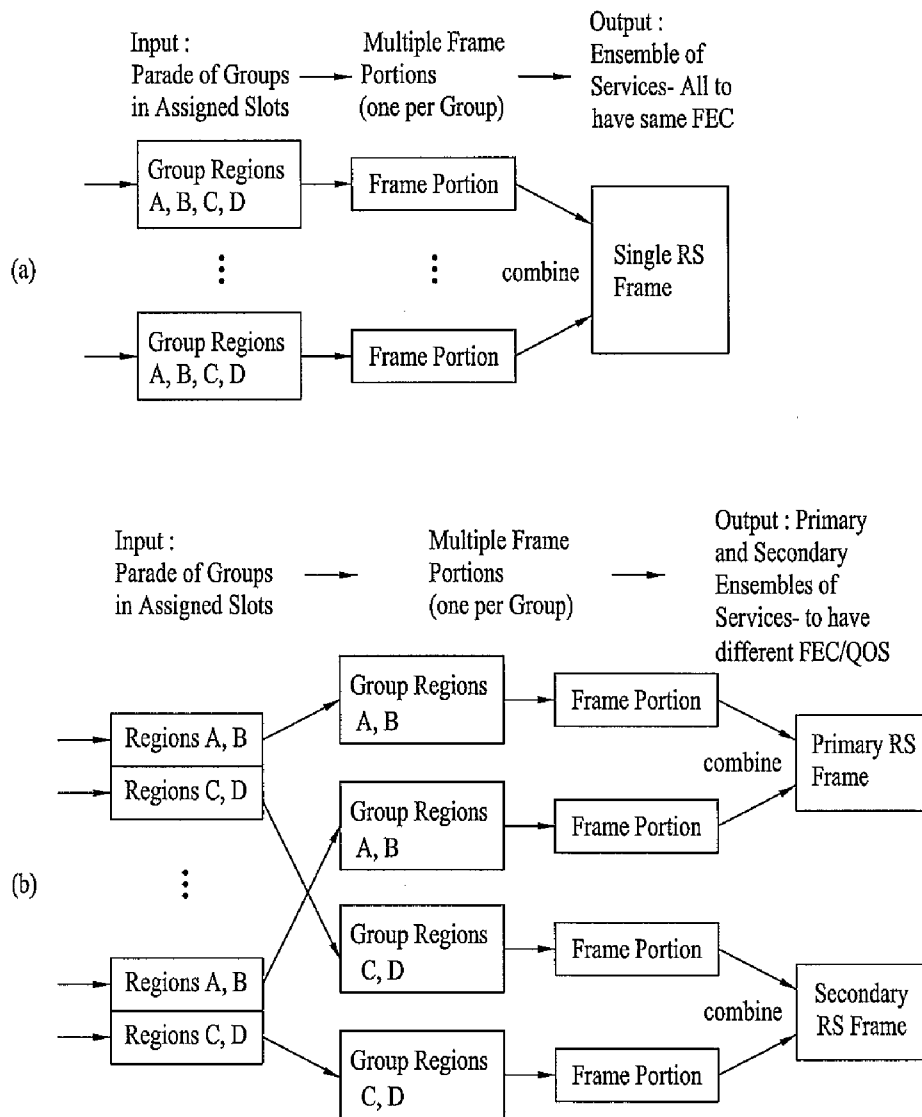 Input :
Parade of Groups
in Assigned Slots
Multiple Frame
Portions
(one per Group)
Output :
Ensemble of
Services- All to
have same FEC
(a)
Group Regions
A, B, C, D
Frame Portion
Group Regions
A, B, C, D
Frame Portion
combine
Single RS
Frame
(b)
Input :
Parade of Groups
in Assigned Slots
Multiple Frame
Portions
(one per Group)
Output : Primary
and Secondary
Ensembles of
Services- to have
different FEC/QOS
Regions A, B
Regions C, D
Regions A, B
Regions C, D
Group Regions
A, B
Group Regions
A, B
Group Regions
C, D
Group Regions
C, D
Frame Portion
Frame Portion
Frame Portion
Frame Portion
combine
Primary RS
Frame
combine
Secondary
RS Frame